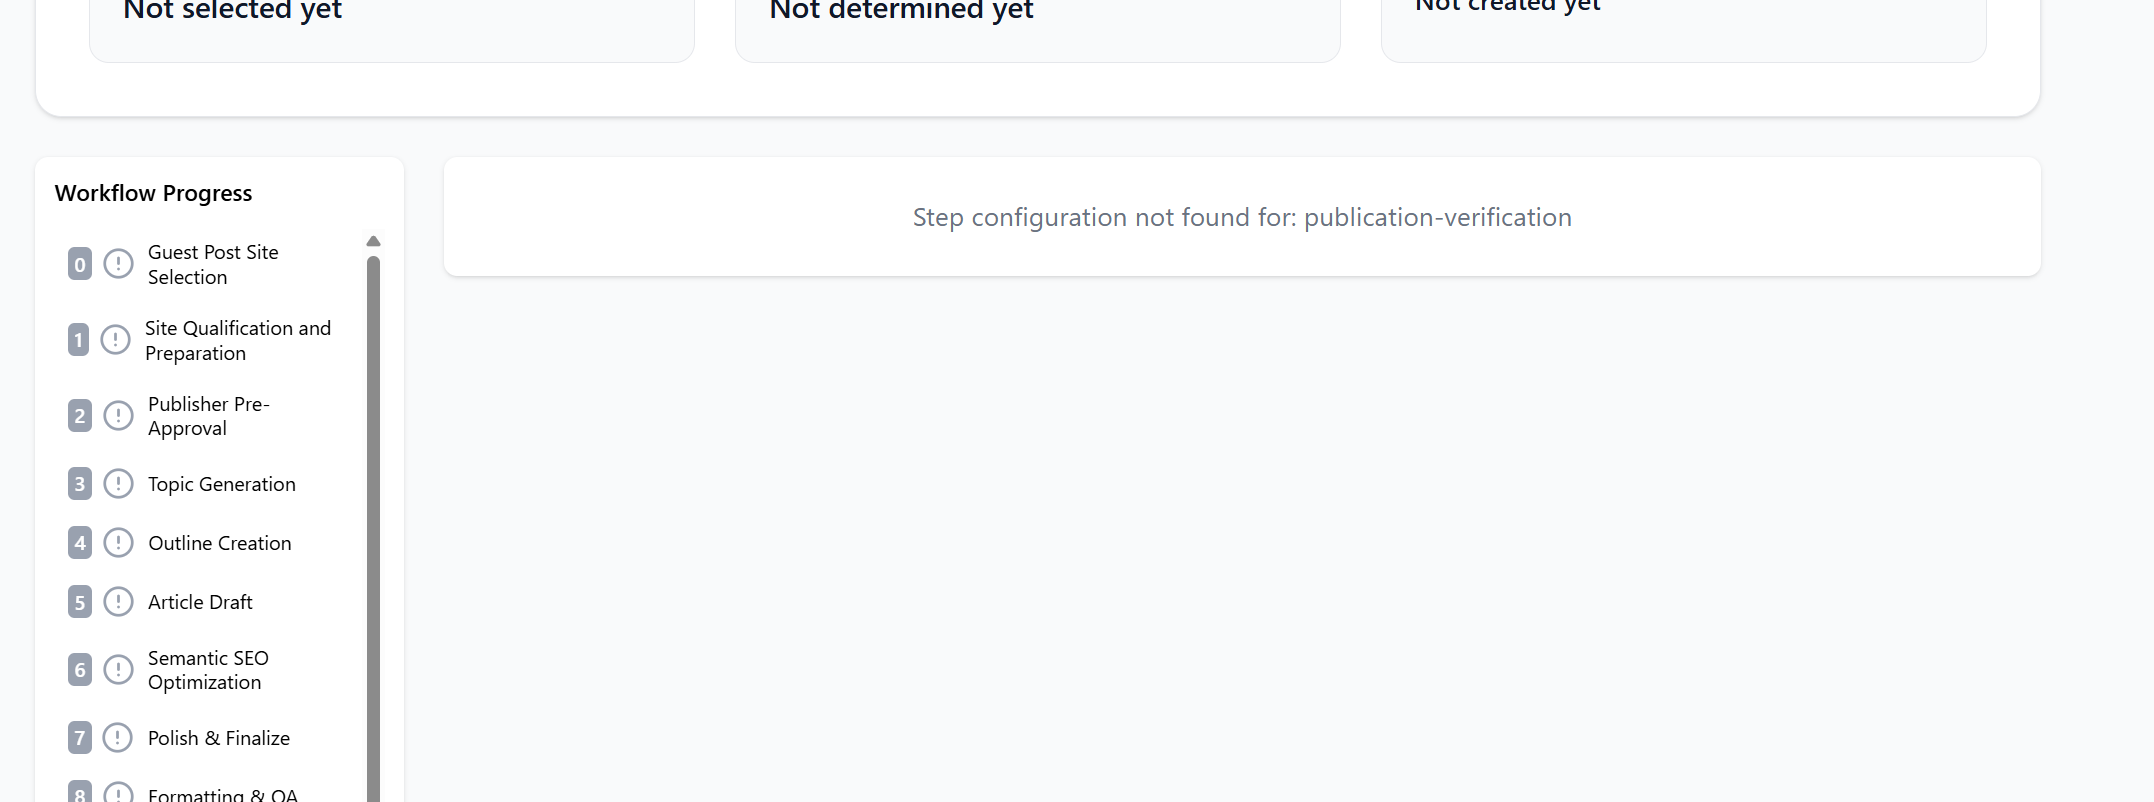 Not selected yet
Not determined yet
Not created yet
Workflow Progress
0 Guest Post Site
Selection
1 Site Qualification and
Preparation
2 Publisher Pre-
Approval
3 Topic Generation
4 Outline Creation
5 Article Draft
6 Semantic SEO
Optimization
7 Polish & Finalize
8 Formatting & QA
Step configuration not found for: publication-verification